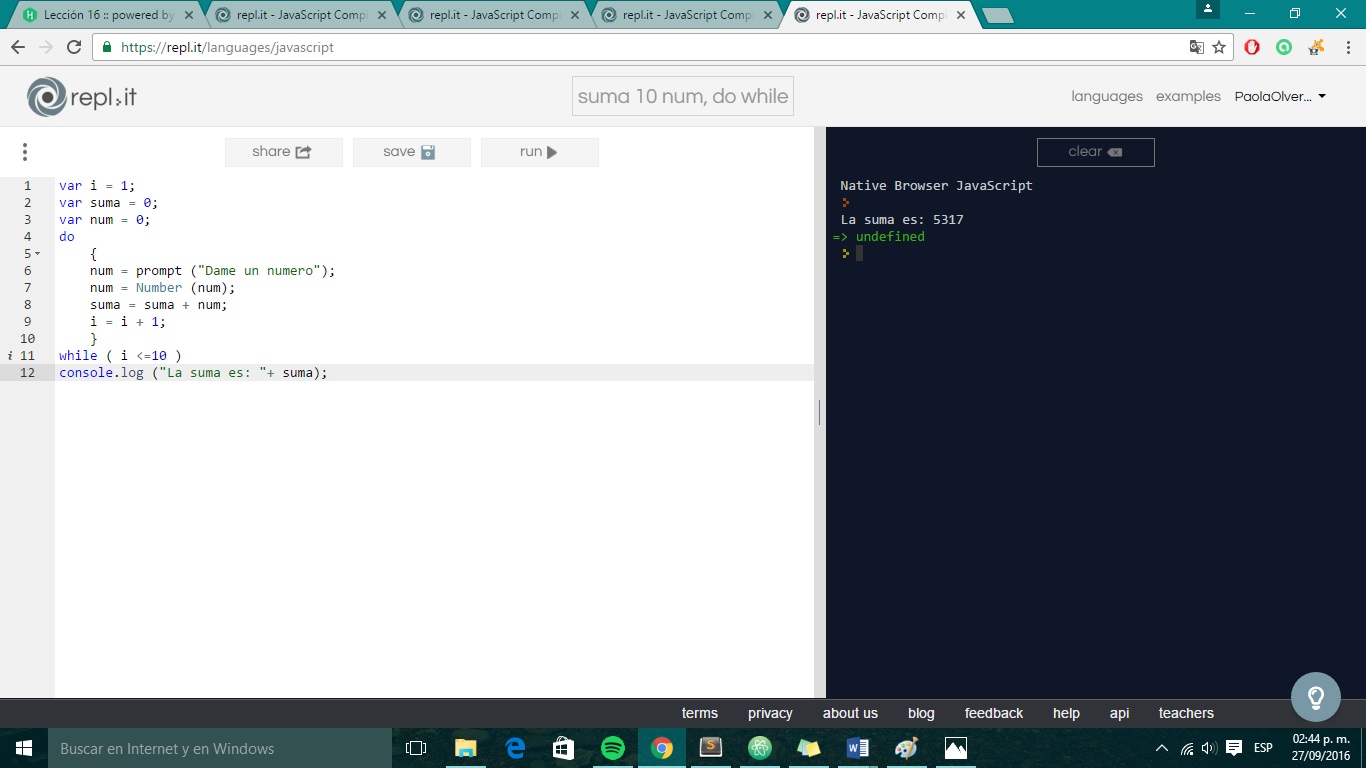 Lección 16 :: powered by
repl.it - JavaScript Compi
repl.it - JavaScript Compi
repl.it - JavaScript Compi
repl.it - JavaScript Compi
https://repl.it/languages/javascript
repl.it
suma 10 num, do while
languages examples PaolaOlver...
share save run
clear
1 var i = 1;
2 var suma = 0;
3 var num = 0;
4 do
5 {
6 num = prompt ("Dame un numero");
7 num = Number (num);
8 suma = suma + num;
9 i = i + 1;
10 }
i 11 while ( i <=10 )
12 console.log ("La suma es: "+ suma);
Native Browser JavaScript
La suma es: 5317
=> undefined
terms privacy about us blog feedback help api teachers
Buscar en Internet y en Windows
ESP
02:44 p. m.
27/09/2016